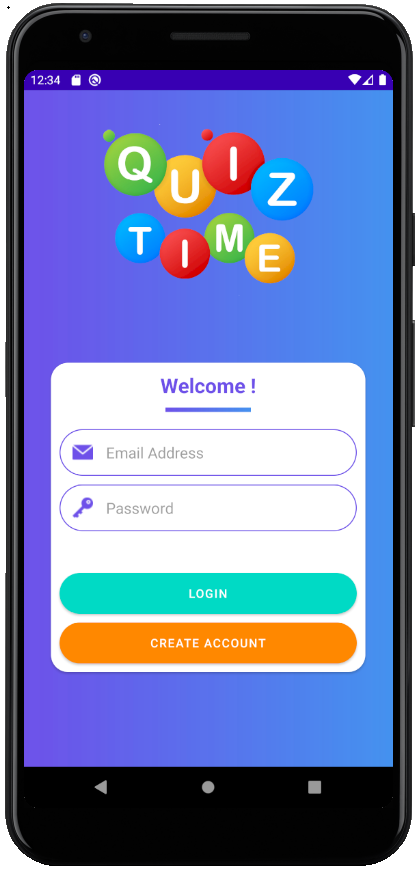 12:34
QUIZ
TIME
Welcome !
Email Address
Password
LOGIN
CREATE ACCOUNT